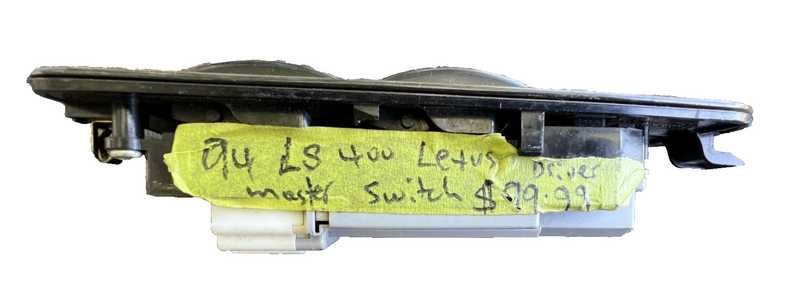 94 LS 400 Lexus Driver
master Switch $99.99